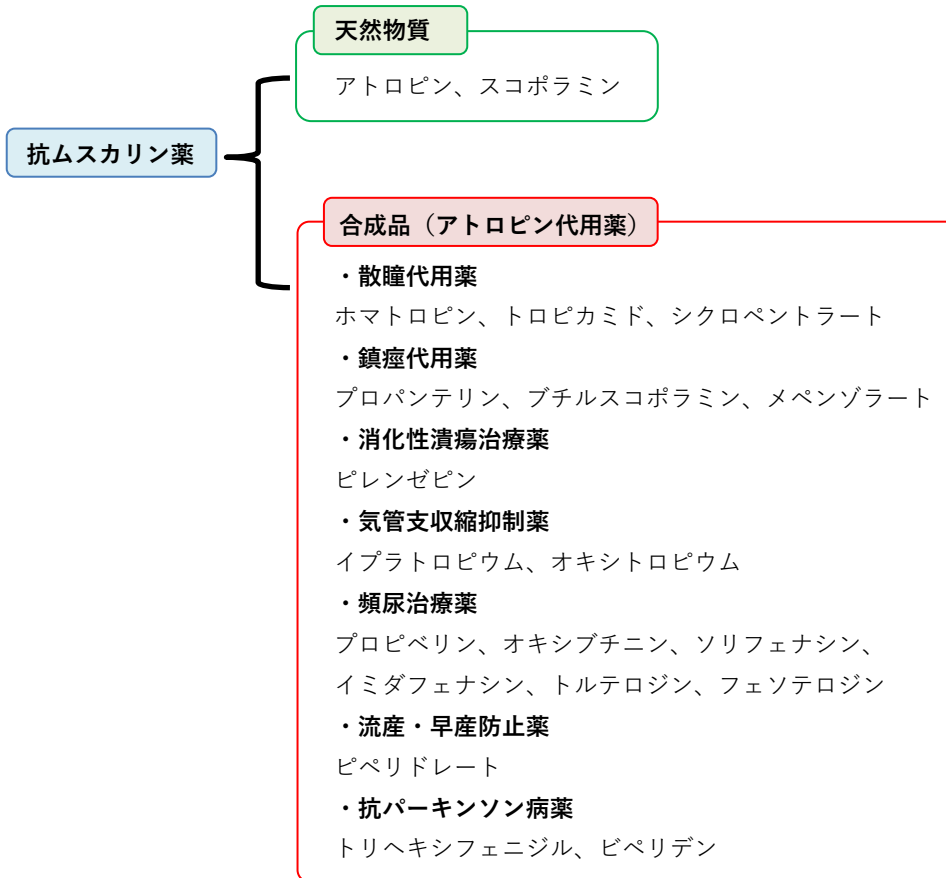 天然物質
アトロピン、スコポラミン
抗ムスカリン薬
合成品（アトロピン代用薬）
・散瞳代用薬
ホマトロピン、トロピカミド、シクロペントラート
・鎮痙代用薬
プロパンテリン、ブチルスコポラミン、メペンゾラート
・消化性潰瘍治療薬
ピレンゼピン
・気管支収縮抑制薬
イプラトロピウム、オキシトロピウム
・頻尿治療薬
プロピベリン、オキシブチニン、ソリフェナシン、
イミダフェナシン、トルテロジン、フェソテロジン
・流産・早産防止薬
ピペリドレート
・抗パーキンソン病薬
トリヘキシフェニジル、ビペリデン